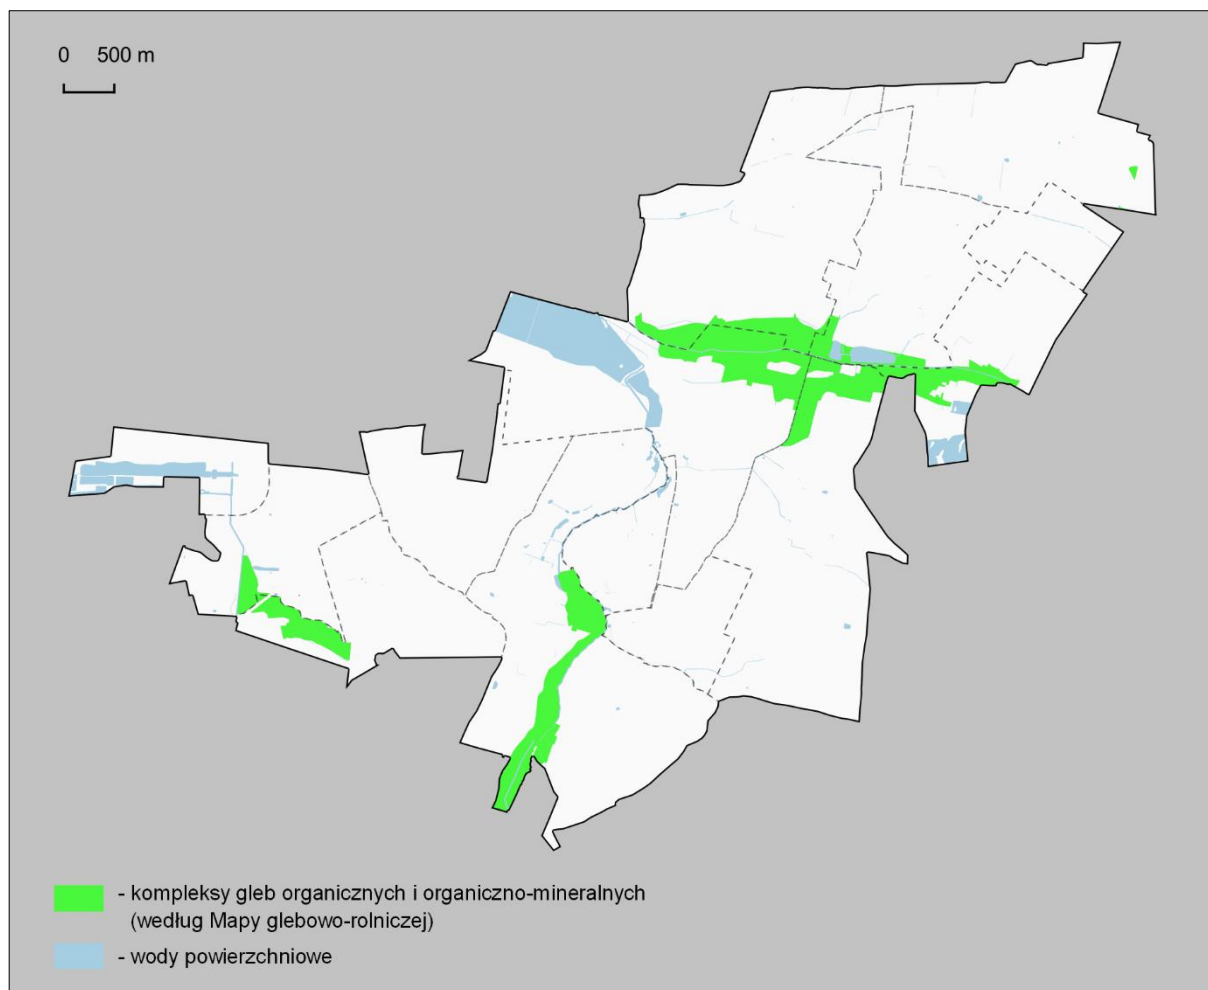 0 500 m
- kompleksy gleb organicznych i organiczno-mineralnych
(według Mapy glebowo-rolniczej)
- wody powierzchniowe